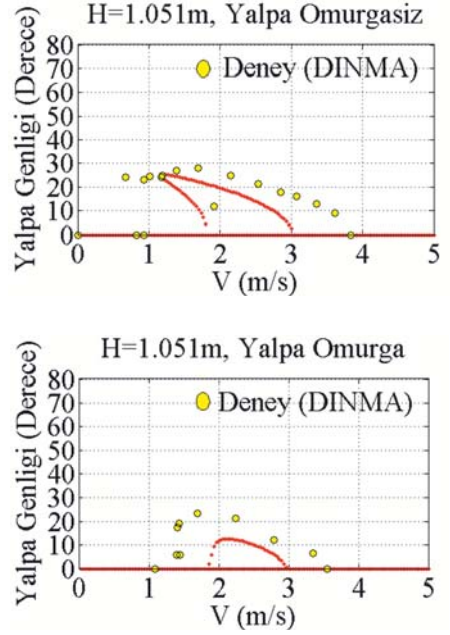 H=1.051m, Yalpa Omurgasiz
Yalpa Genligi (Derece)
80
70
60
50
40
30
20
10
0
Deney (DINMA)
0 1 2 3 4 5
V (m/s)
H=1.051m, Yalpa Omurga
Yalpa Genligi (Derece)
80
70
60
50
40
30
20
10
0
Deney (DINMA)
0 1 2 3 4 5
V (m/s)